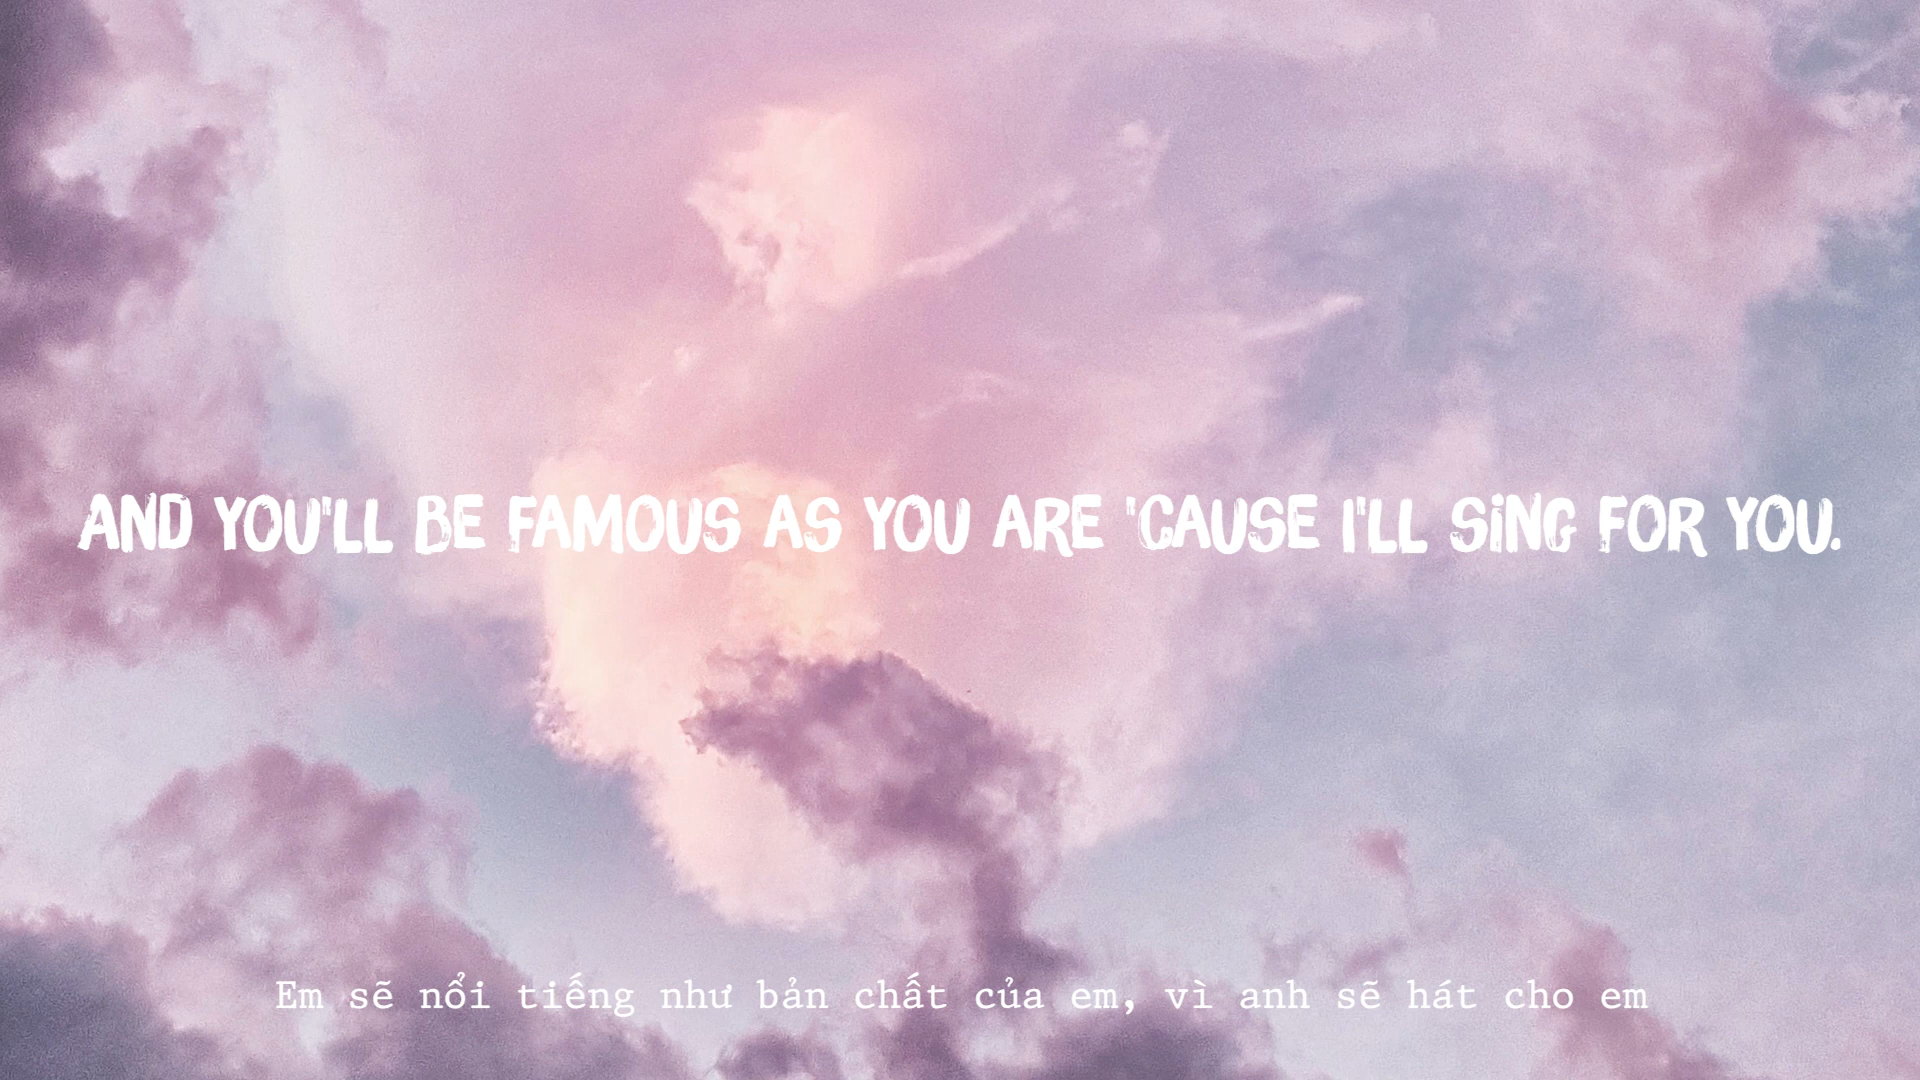 AND YOU'LL BE FAMOUS AS YOU ARE 'CAUSE I'LL SING FOR YOU.
Em sẽ nổi tiếng như bản chất của em, vì anh sẽ hát cho em